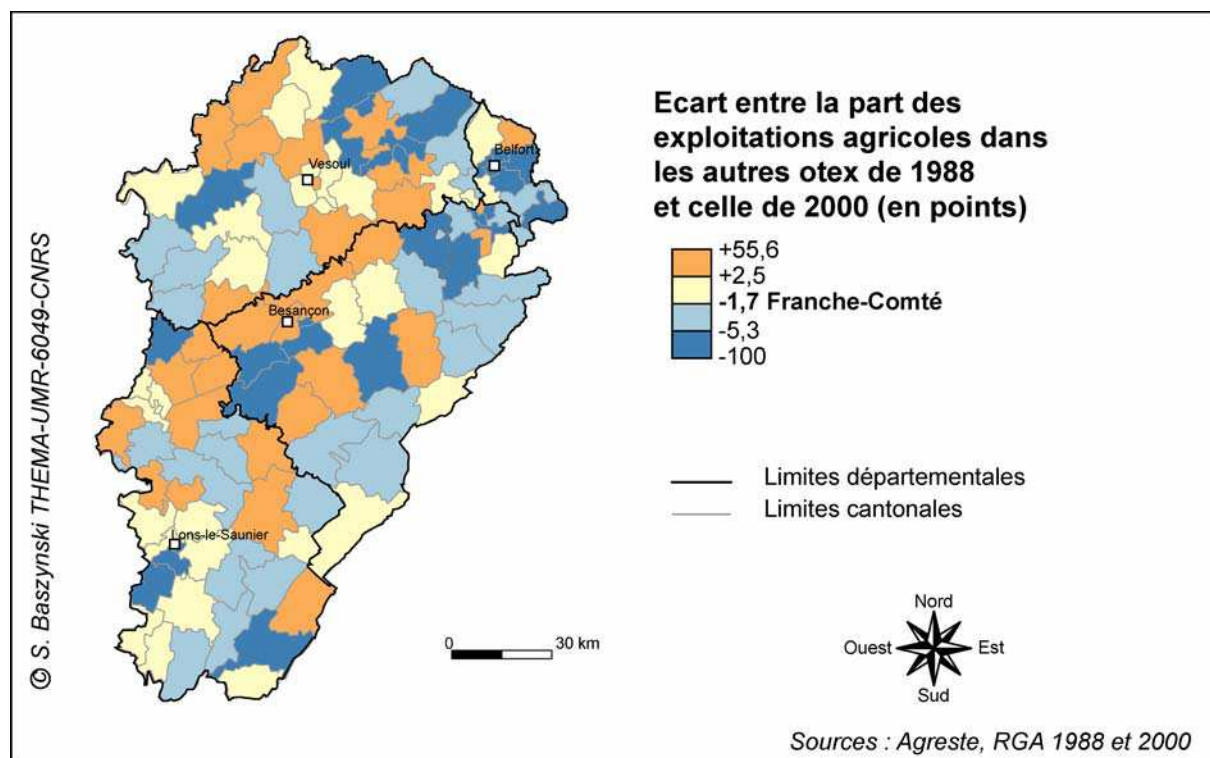 Ecart entre la part des
exploitations agricoles dans
les autres otex de 1988
et celle de 2000 (en points)
+55,6
+2,5
-1,7 Franche-Comté
-5,3
-100
Limites départementales
Limites cantonales
Belfort
Vesoul
Besançon
Lons-le-Saunier
0 30 km
Nord
Ouest Est
Sud
© S. Baszynski THEMA-UMR-6049-CNRS
Sources : Agreste, RGA 1988 et 2000